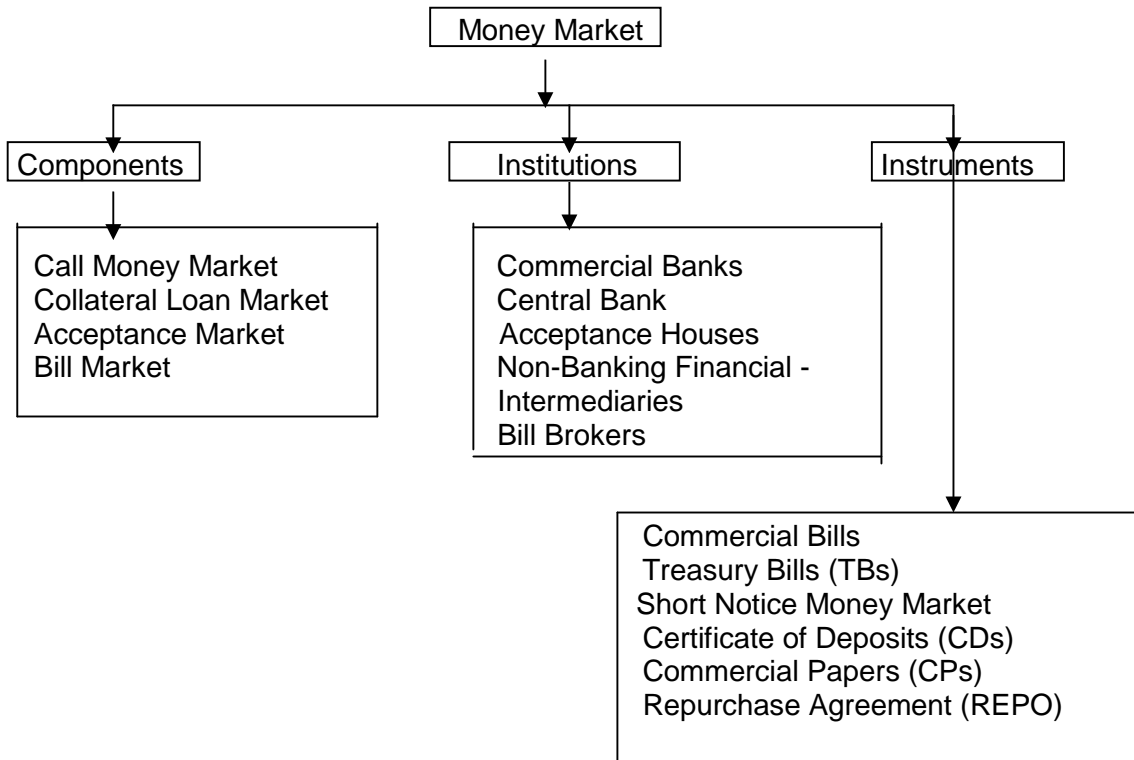 Money Market
Components
Institutions
Instruments
Call Money Market
Collateral Loan Market
Acceptance Market
Bill Market
Commercial Banks
Central Bank
Acceptance Houses
Non-Banking Financial -
Intermediaries
Bill Brokers
Commercial Bills
Treasury Bills (TBs)
Short Notice Money Market
Certificate of Deposits (CDs)
Commercial Papers (CPs)
Repurchase Agreement (REPO)